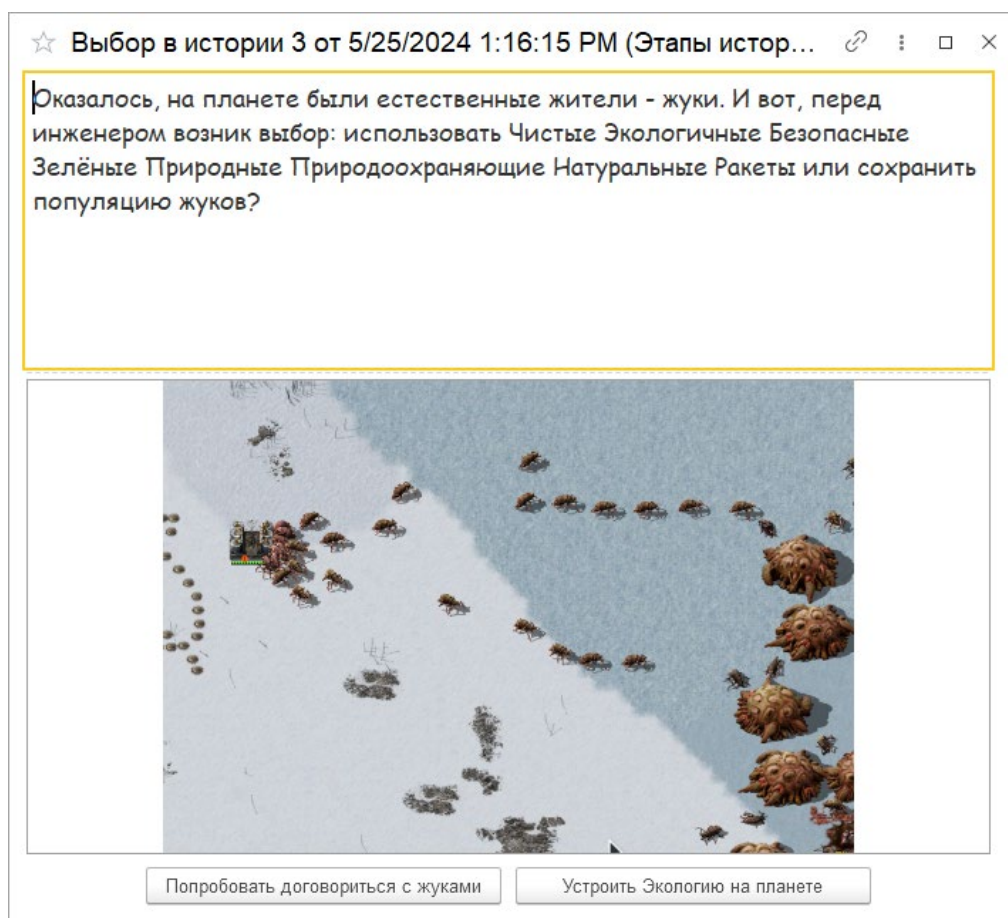 Выбор в истории 3 от 5/25/2024 1:16:15 PM (Этапы истор...
Оказалось, на планете были естественные жители - жуки. И вот, перед
инженером возник выбор: использовать Чистые Экологичные Безопасные
Зелёные Природные Природоохраняющие Натуральные Ракеты или сохранить
популяцию жуков?
Попробовать договориться с жуками
Устроить Экологию на планете